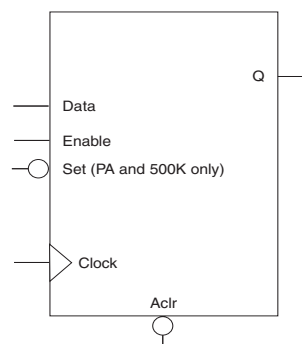 Q
Data
Enable
Set (PA and 500K only)
Clock
Aclr